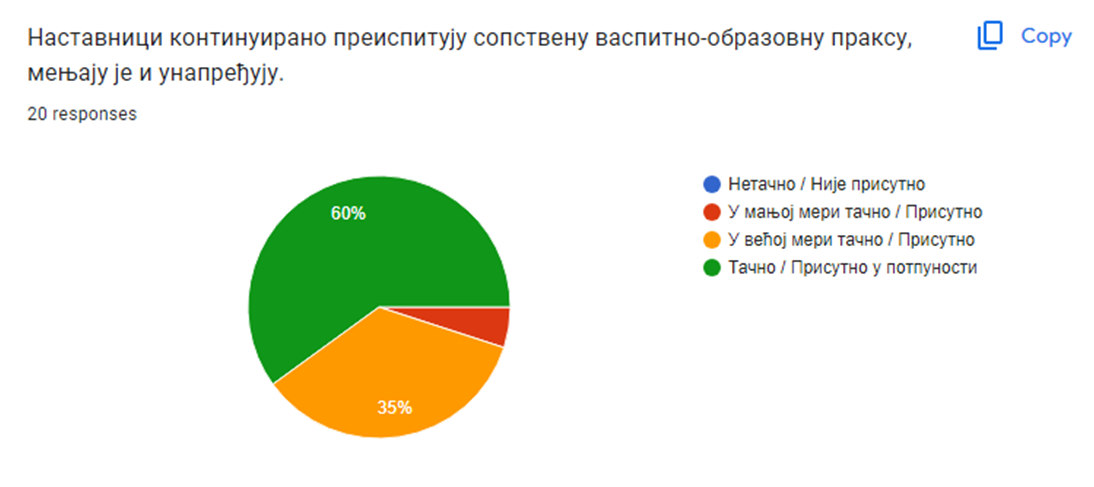 Наставници континуирано преиспитују сопствену васпитно-образовну праксу,
мењају је и унапређују.
Copy
20 responses
60%
35%
Нетачно / Није присутно
У мањој мери тачно / Присутно
У већој мери тачно / Присутно
Тачно / Присутно у потпуности